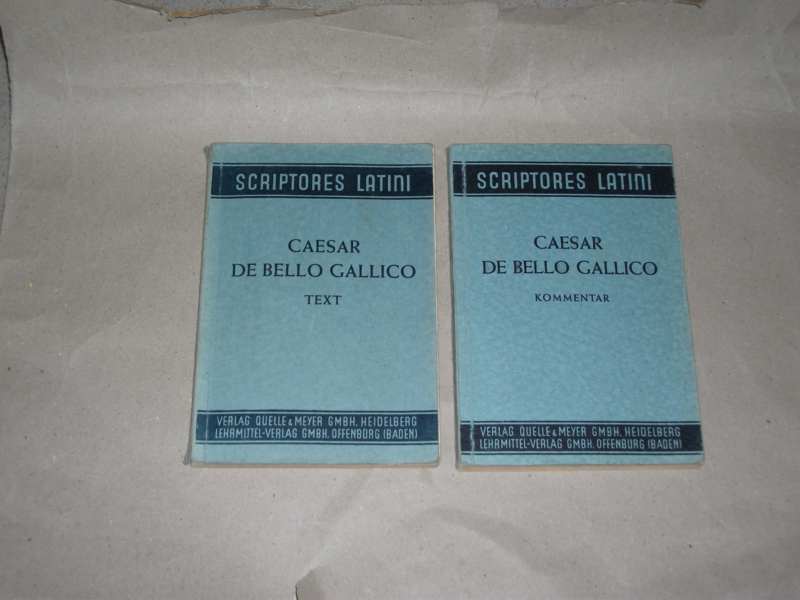 SCRIPTORES LATINI
CAESAR
DE BELLO GALLICO
TEXT
VERLAG QUELLE & MEYER GMBH. HEIDELBERG
LEHRMITTEL-VERLAG GMBH. OFFENBURG (BADEN)
SCRIPTORES LATINI
CAESAR
DE BELLO GALLICO
KOMMENTAR
VERLAG QUELLE & MEYER GMBH. HEIDELBERG
LEHRMITTEL-VERLAG GMBH. OFFENBURG (BADEN)